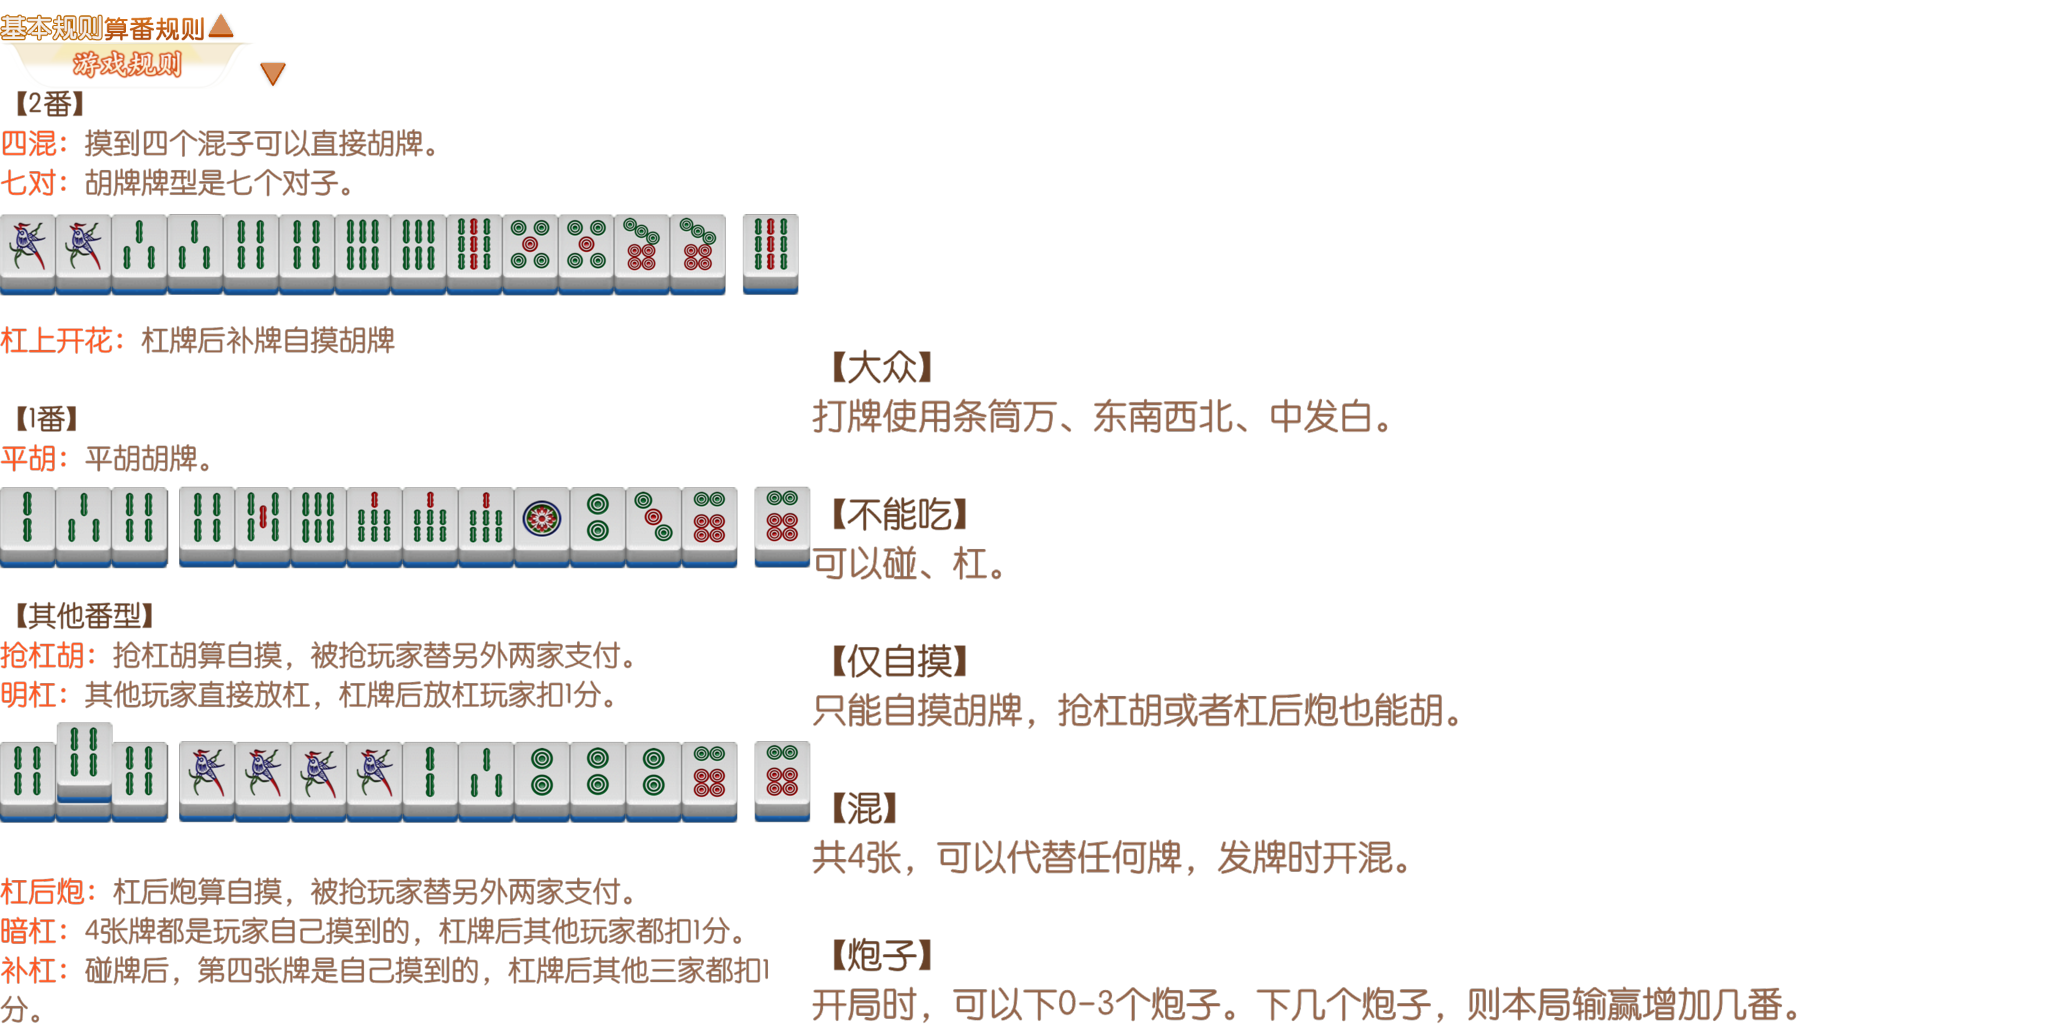 基本规则算番规则
游戏规则
【2番】
四混：摸到四个混子可以直接胡牌。
七对：胡牌牌型是七个对子。
杠上开花：杠牌后补牌自摸胡牌
【1番】
平胡：平胡胡牌。
【其他番型】
抢杠胡：抢杠胡算自摸，被抢玩家替另外两家支付。
明杠：其他玩家直接放杠，杠牌后放杠玩家扣1分。
杠后炮：杠后炮算自摸，被抢玩家替另外两家支付。
暗杠：4张牌都是玩家自己摸到的，杠牌后其他玩家都扣1分。
补杠：碰牌后，第四张牌是自己摸到的，杠牌后其他三家都扣1
分。
【大众】
打牌使用条筒万、东南西北、中发白。
【不能吃】
可以碰、杠。
【仅自摸】
只能自摸胡牌，抢杠胡或者杠后炮也能胡。
【混】
共4张，可以代替任何牌，发牌时开混。
【炮子】
开局时，可以下0-3个炮子。下几个炮子，则本局输赢增加几番。